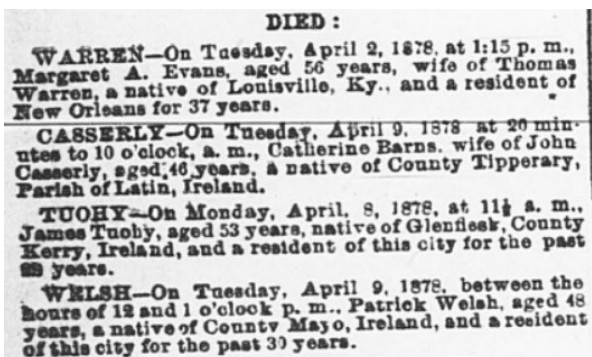 DIED:
WARREN—On Tuesday, April 2, 1878, at 1:15 p. m.,
Margaret A. Evans, aged 56 years, wife of Thomas
Warren, a native of Louisville, Ky., and a resident of
New Orleans for 37 years.
CASSERLY—On Tuesday, April 9, 1878 at 20 min-
utes to 10 o'clock, a. m., Catherine Barns, wife of John
Casserly, aged 46 years, a native of County Tipperary,
Parish of Latin, Ireland.
TUOHY—On Monday, April, 8, 1878, at 11½ a. m.,
James Tuohy, aged 53 years, native of Glenflesk, County
Kerry, Ireland, and a resident of this city for the past
years.
WELSH—On Tuesday, April 9, 1878, between the
hours of 12 and 1 o'clock p. m., Patrick Welsh, aged 48
years, a native of County Mayo, Ireland, and a resident
of this city for the past 30 years.